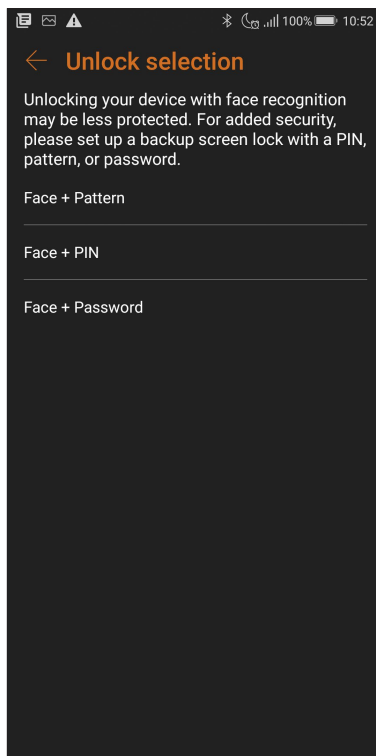 100% 10:52
Unlock selection
Unlocking your device with face recognition
may be less protected. For added security,
please set up a backup screen lock with a PIN,
pattern, or password.
Face + Pattern
Face + PIN
Face + Password